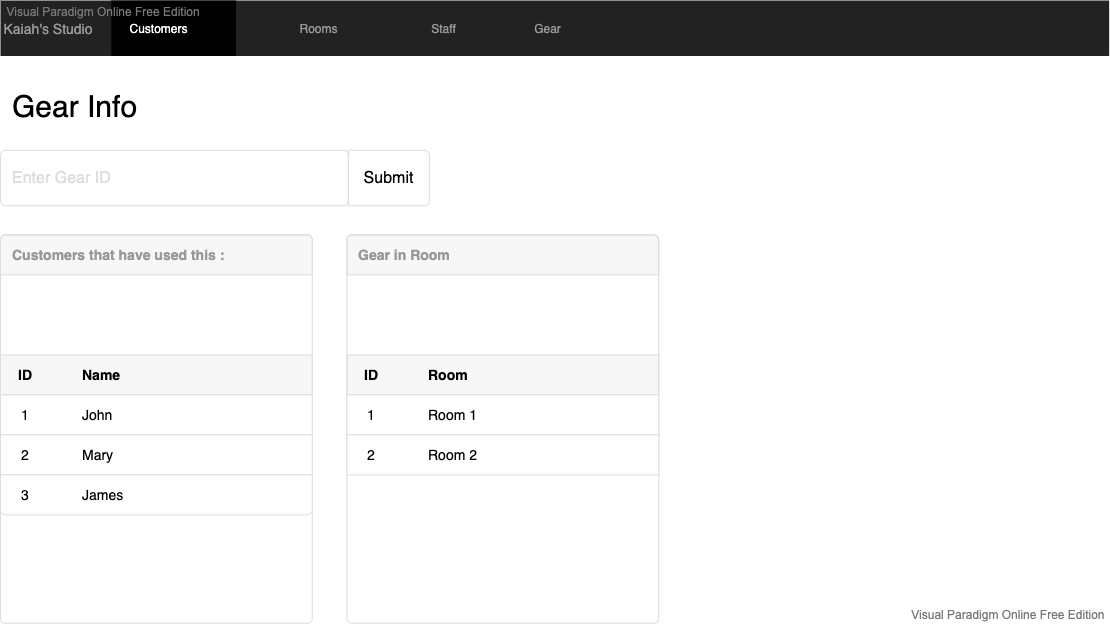 Visual Paradigm Online Free Edition
Kaiah's Studio Customers Rooms Staff Gear
Gear Info
Enter Gear ID Submit
Customers that have used this :
ID Name
1 John
2 Mary
3 James
Gear in Room
ID Room
1 Room 1
2 Room 2
Visual Paradigm Online Free Edition